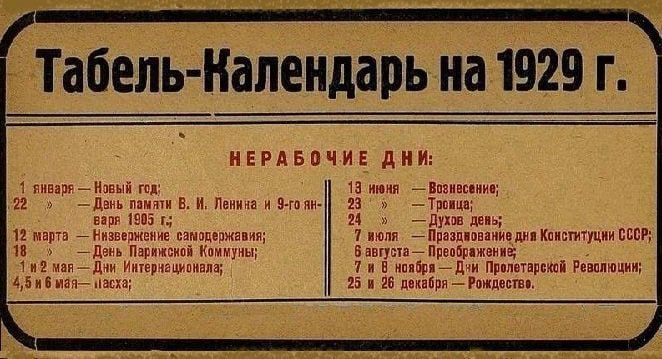 Табель-Календарь на 1929 г.
НЕРАБОЧИЕ ДНИ:
1 января — Новый год;
22 » — День памяти В. И. Ленина и 9-го ян-
варя 1905 г.;
12 марта — Низвержение самодержавия;
18 » — День Парижской Коммуны;
1 и 2 мая — Дни Интернационала;
4, 5 и 6 мая — Пасха;
13 июня — Вознесение;
23 » — Троица;
24 » — Духов день;
7 июля — Празднование дня Конституции СССР;
6 августа — Преображение;
7 и 8 ноября — Дни Пролетарской Революции;
25 и 26 декабря — Рождество.